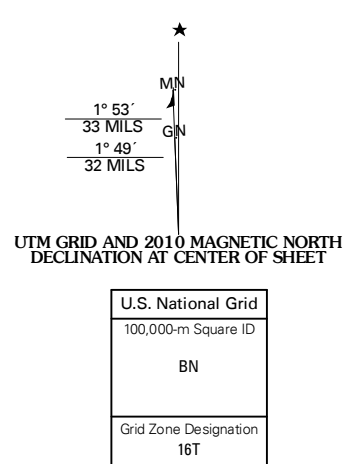 MN
1° 53´
33 MILS
GN
1° 49´
32 MILS
UTM GRID AND 2010 MAGNETIC NORTH
DECLINATION AT CENTER OF SHEET
U.S. National Grid
100,000-m Square ID
BN
Grid Zone Designation
16T